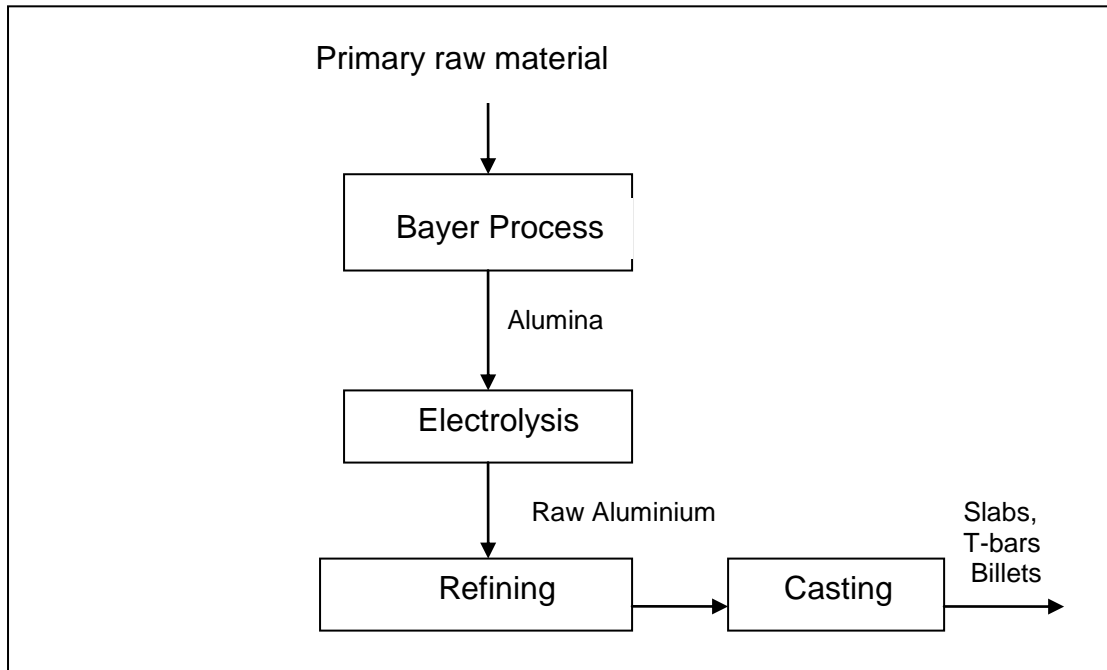 Primary raw material
Bayer Process
Alumina
Electrolysis
Raw Aluminium
Slabs,
T-bars
Billets
Refining
Casting